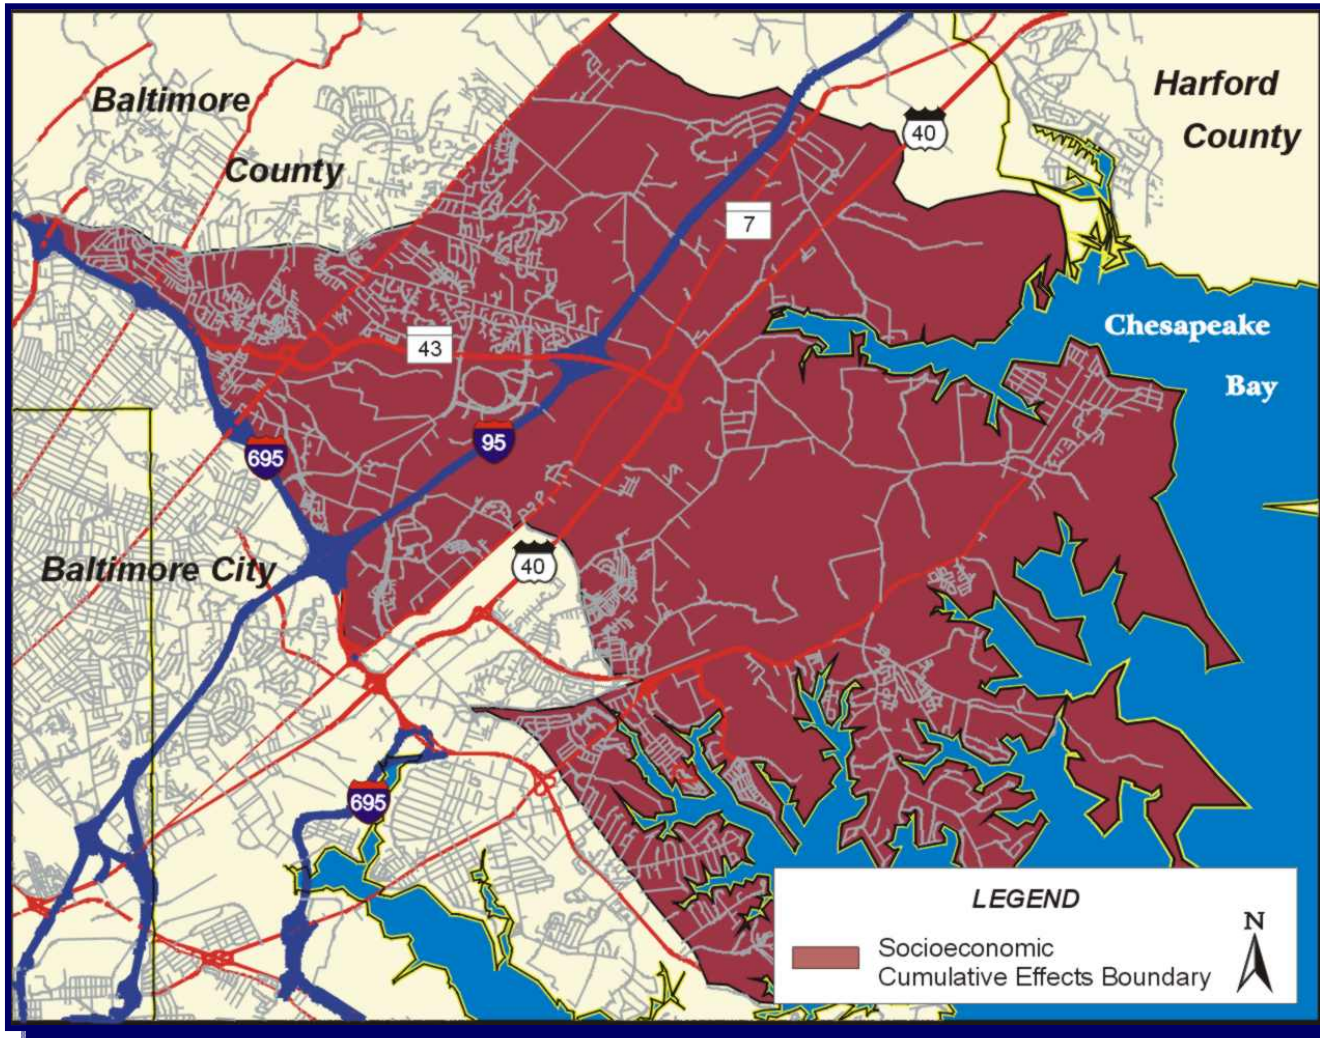 Baltimore
County
Harford
County
40
7
Chesapeake
Bay
43
95
695
Baltimore City
40
695
LEGEND
N
Socioeconomic
Cumulative Effects Boundary